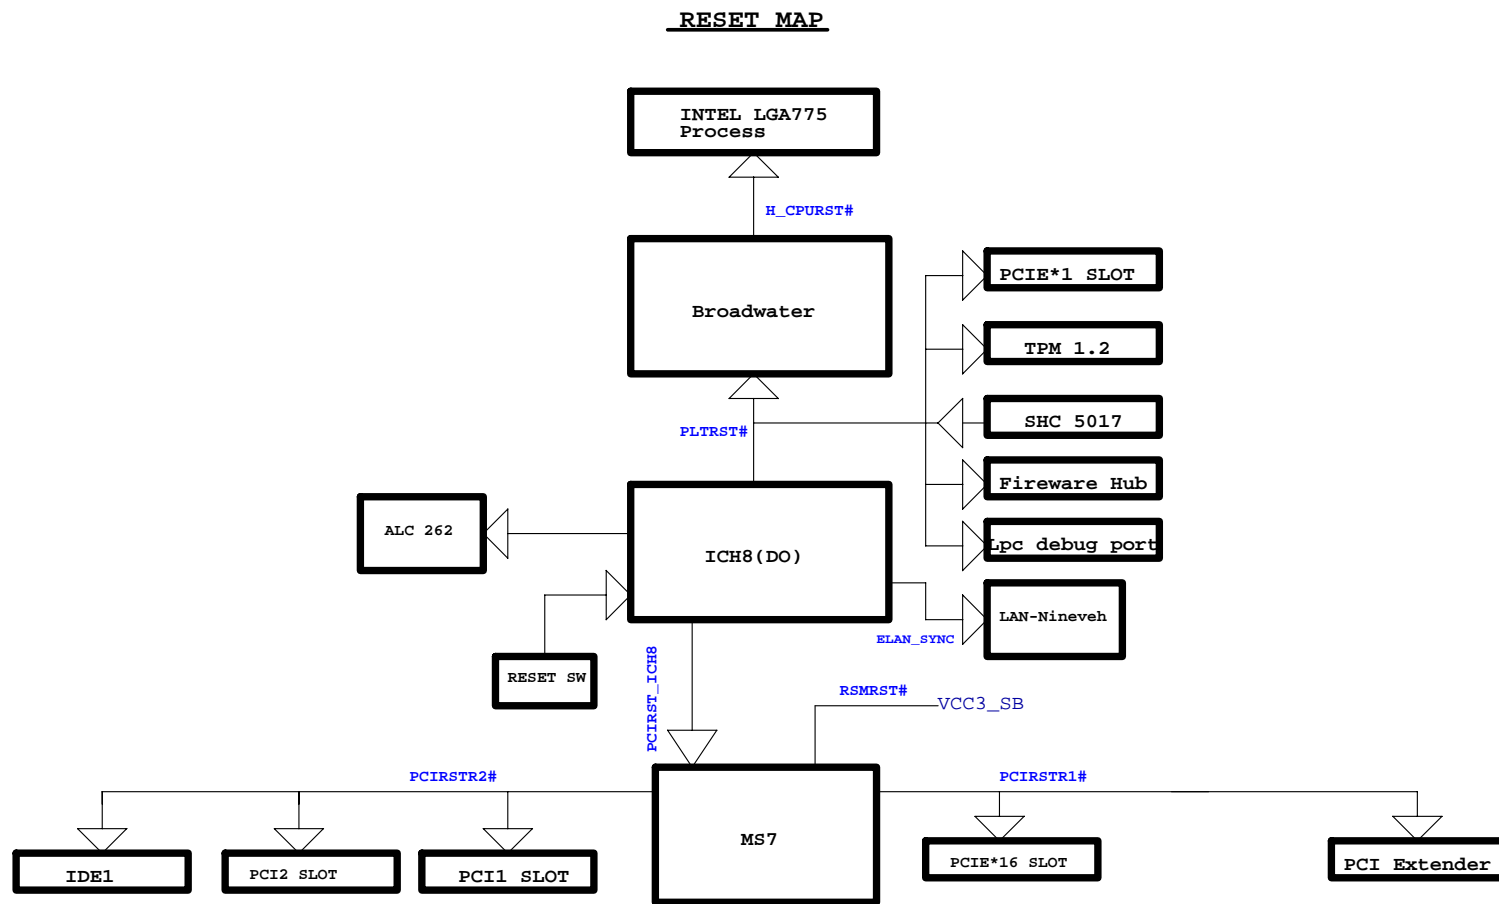 RESET MAP
INTEL LGA775
Process
H_CPURST#
Broadwater
PCIE*1 SLOT
TPM 1.2
SHC 5017
PLTRST#
Fireware Hub
ALC 262
Lpc debug port
ICH8(DO)
LAN-Nineveh
ELAN_SYNC
RESET SW
PCIRST_ICH8
RSMRST#
VCC3_SB
PCIRSTR2#
PCIRSTR1#
MS7
IDE1
PCI2 SLOT
PCI1 SLOT
PCIE*16 SLOT
PCI Extender